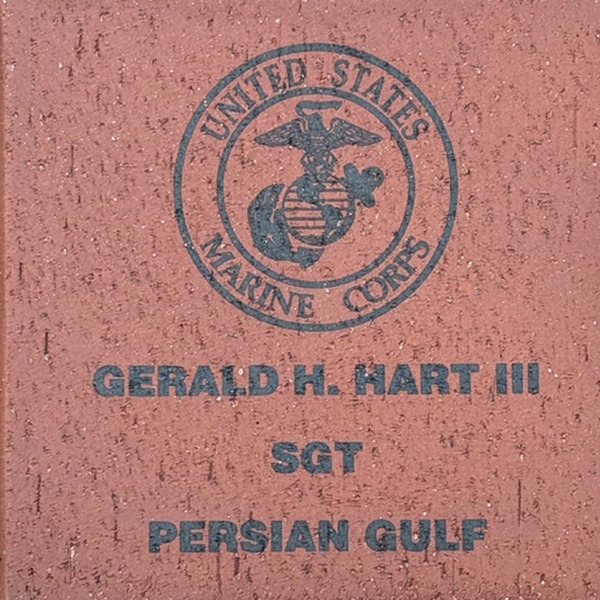 UNITED STATES
MARINE CORPS
GERALD H. HART III
SGT
PERSIAN GULF